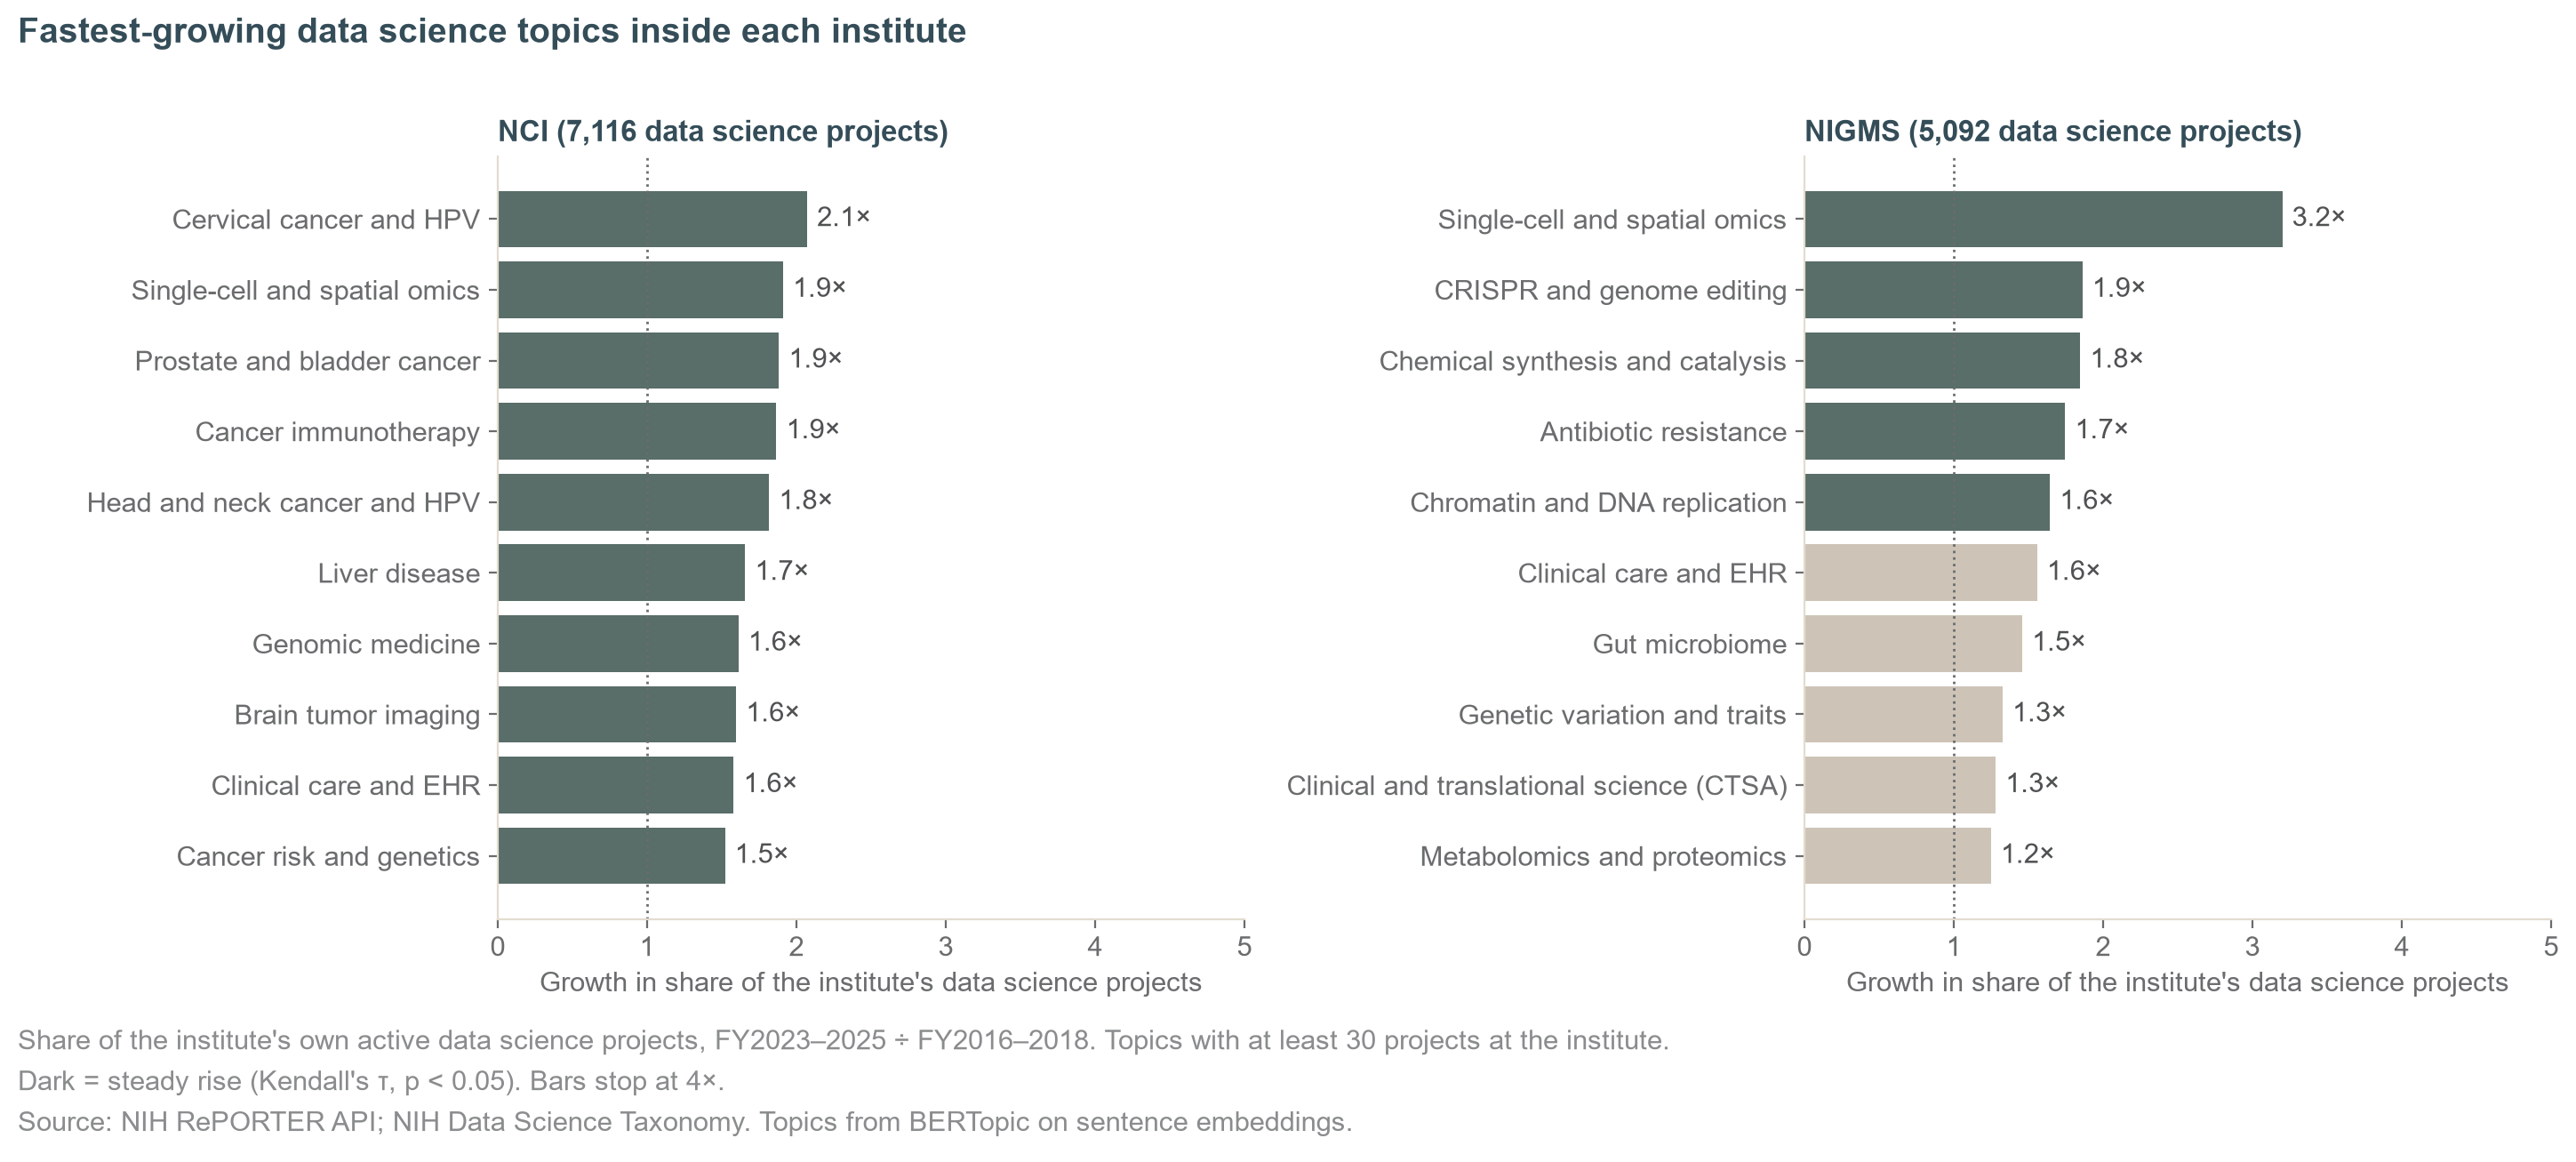 Fastest-growing data science topics inside each institute
NCI (7,116 data science projects)
Cervical cancer and HPV 2.1×
Single-cell and spatial omics 1.9×
Prostate and bladder cancer 1.9×
Cancer immunotherapy 1.9×
Head and neck cancer and HPV 1.8×
Liver disease 1.7×
Genomic medicine 1.6×
Brain tumor imaging 1.6×
Clinical care and EHR 1.6×
Cancer risk and genetics 1.5×
0 1 2 3 4 5
Growth in share of the institute's data science projects
NIGMS (5,092 data science projects)
Single-cell and spatial omics 3.2×
CRISPR and genome editing 1.9×
Chemical synthesis and catalysis 1.8×
Antibiotic resistance 1.7×
Chromatin and DNA replication 1.6×
Clinical care and EHR 1.6×
Gut microbiome 1.5×
Genetic variation and traits 1.3×
Clinical and translational science (CTSA) 1.3×
Metabolomics and proteomics 1.2×
0 1 2 3 4 5
Growth in share of the institute's data science projects
Share of the institute's own active data science projects, FY2023–2025 ÷ FY2016–2018. Topics with at least 30 projects at the institute.
Dark = steady rise (Kendall's τ, p < 0.05). Bars stop at 4×.
Source: NIH RePORTER API; NIH Data Science Taxonomy. Topics from BERTopic on sentence embeddings.